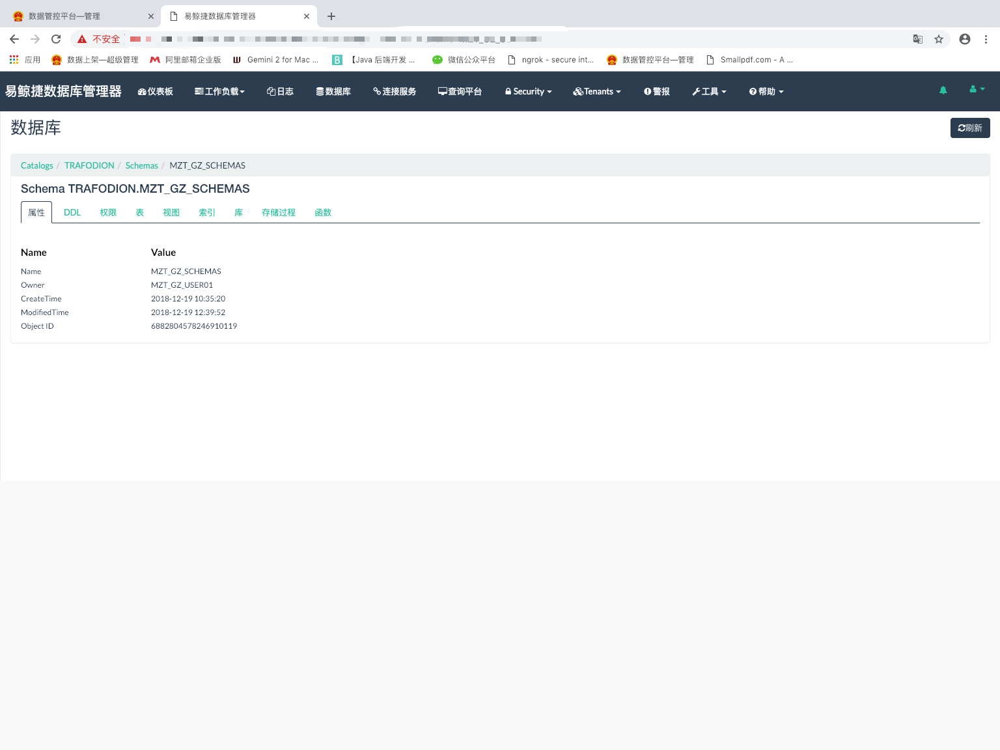 数据管控平台—管理
易鲸捷数据库管理器
不安全
应用
数据上架—超级管理
阿里邮箱企业版
Gemini 2 for Mac ...
【Java 后端开发 ...
微信公众平台
ngrok - secure int...
数据管控平台—管理
Smallpdf.com - A ...
易鲸捷数据库管理器
仪表板
工作负载
日志
数据库
连接服务
查询平台
Security
Tenants
警报
工具
帮助
数据库
刷新
Catalogs / TRAFODION / Schemas / MZT_GZ_SCHEMAS
Schema TRAFODION.MZT_GZ_SCHEMAS
属性 DDL 权限 表 视图 索引 库 存储过程 函数
Name Value
Name MZT_GZ_SCHEMAS
Owner MZT_GZ_USER01
CreateTime 2018-12-19 10:35:20
ModifiedTime 2018-12-19 12:39:52
Object ID 6882804578246910119